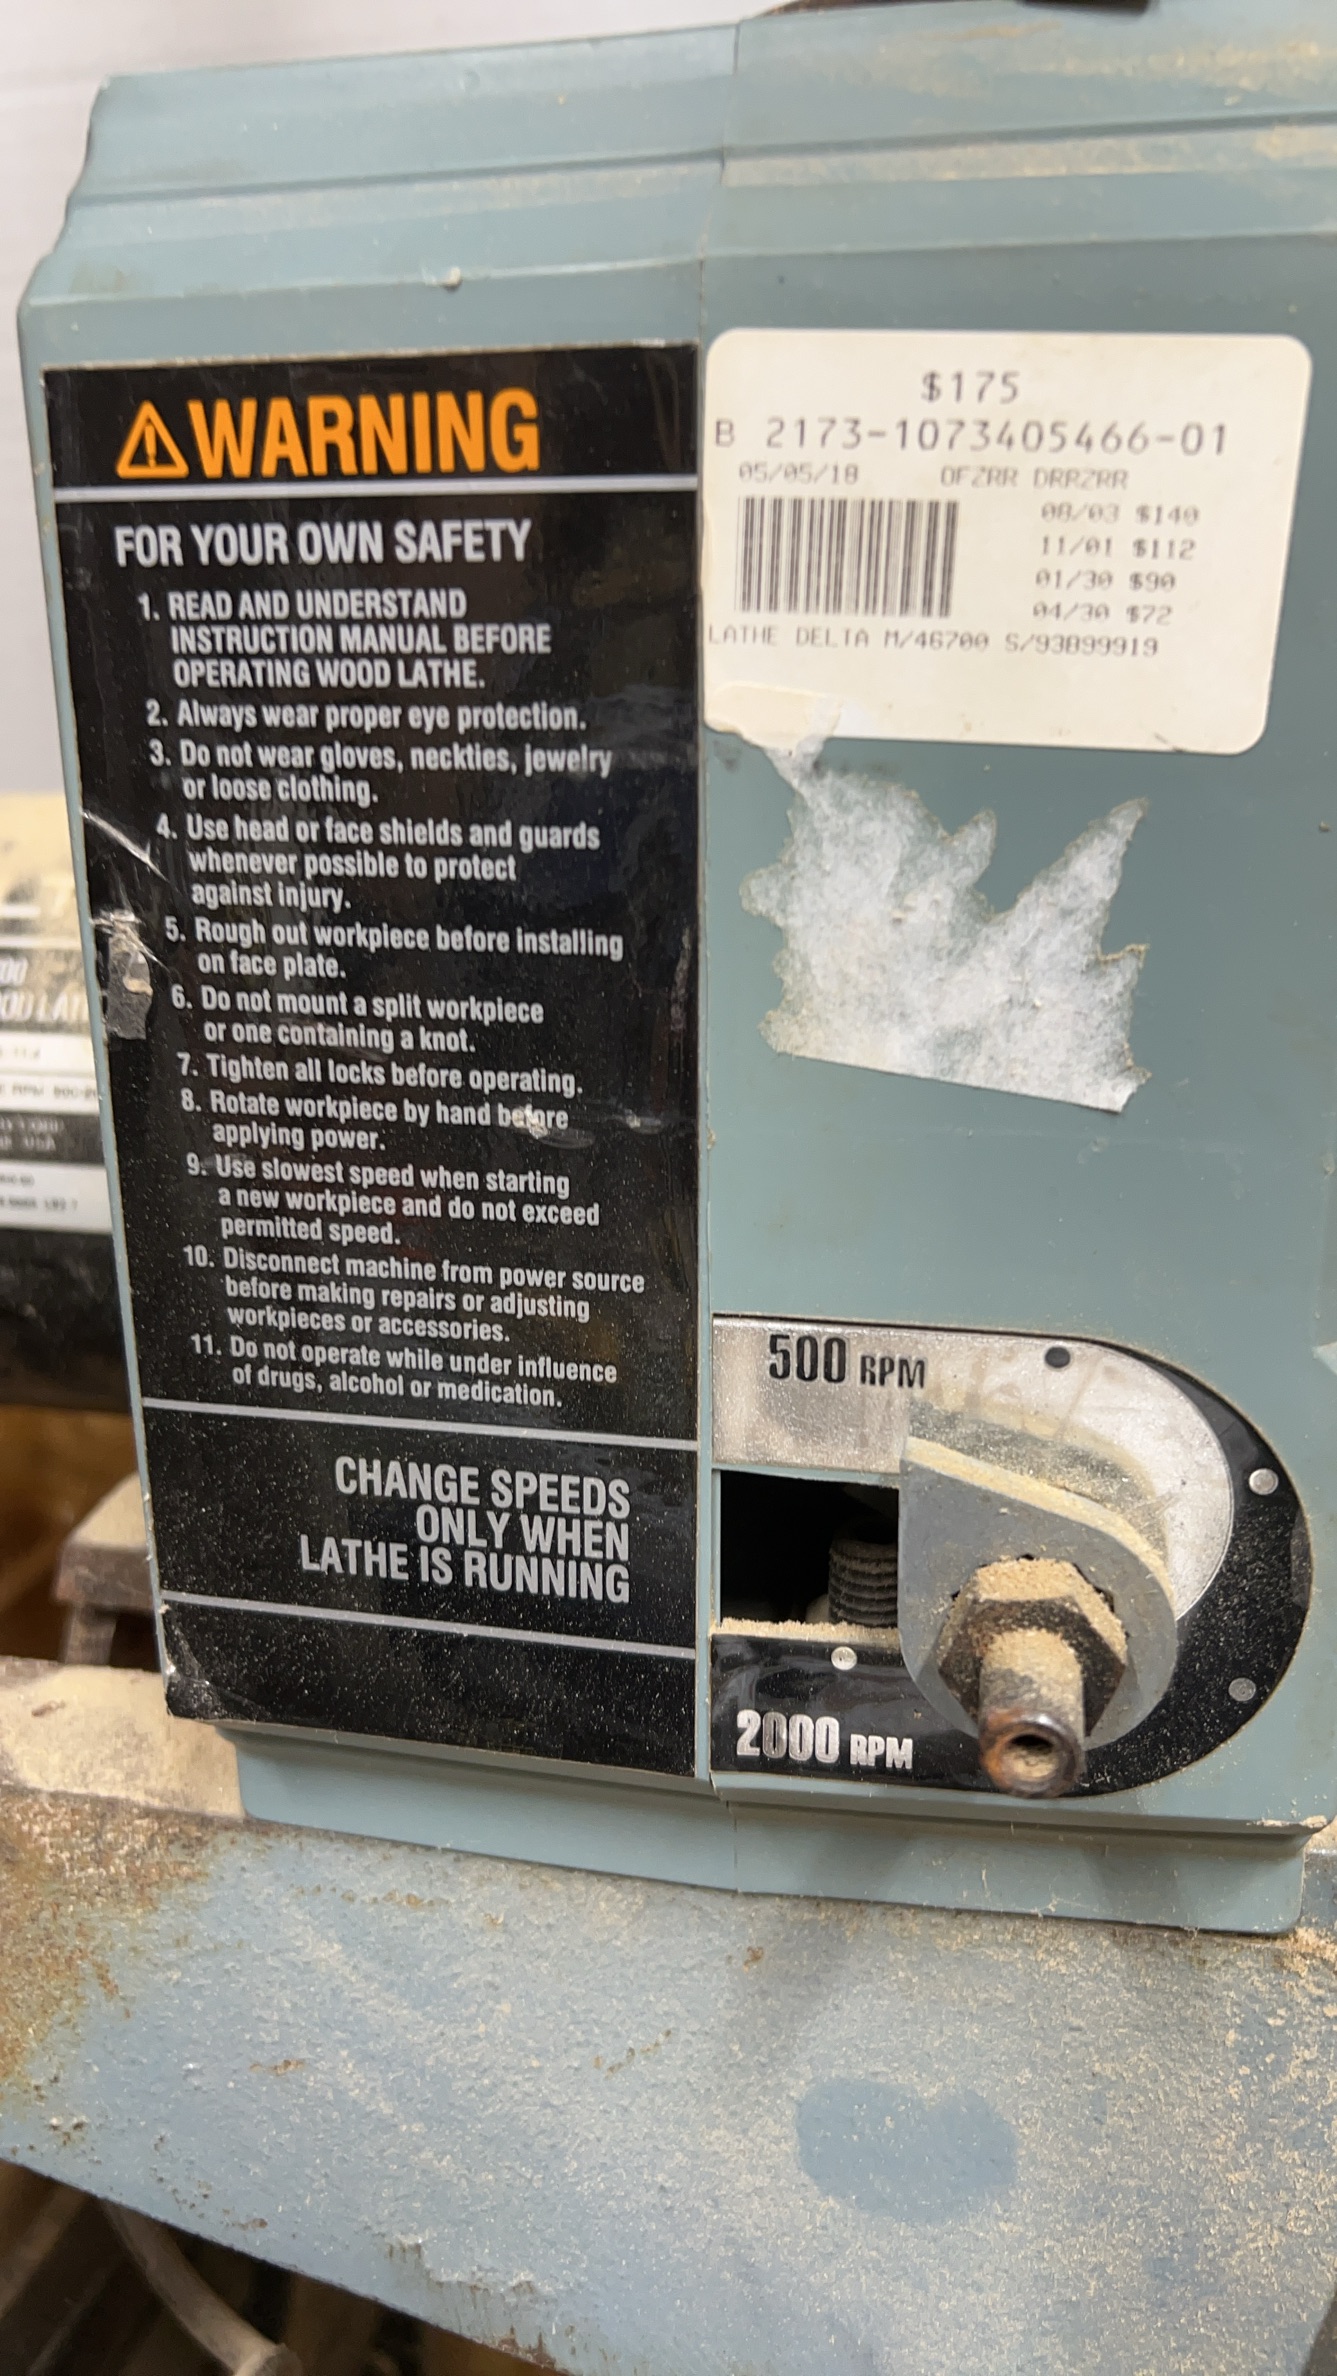 WARNING
FOR YOUR OWN SAFETY
1. READ AND UNDERSTAND
INSTRUCTION MANUAL BEFORE
OPERATING WOOD LATHE.
2. Always wear proper eye protection.
3. Do not wear gloves, neckties, jewelry
or loose clothing.
4. Use head or face shields and guards
whenever possible to protect
against injury.
5. Rough out workpiece before installing
on face plate.
6. Do not mount a split workpiece
or one containing a knot.
7. Tighten all locks before operating.
8. Rotate workpiece by hand before
applying power.
9. Use slowest speed when starting
a new workpiece and do not exceed
permitted speed.
10. Disconnect machine from power source
before making repairs or adjusting
workpieces or accessories.
11. Do not operate while under influence
of drugs, alcohol or medication.
CHANGE SPEEDS
ONLY WHEN
LATHE IS RUNNING
$175
B 2173-1073405466-01
05/05/18 OFZRR DRRZRR
08/03 $140
11/01 $112
01/30 $90
04/30 $72
LATHE DELTA M/46700 S/93B99919
500 RPM
2000 RPM